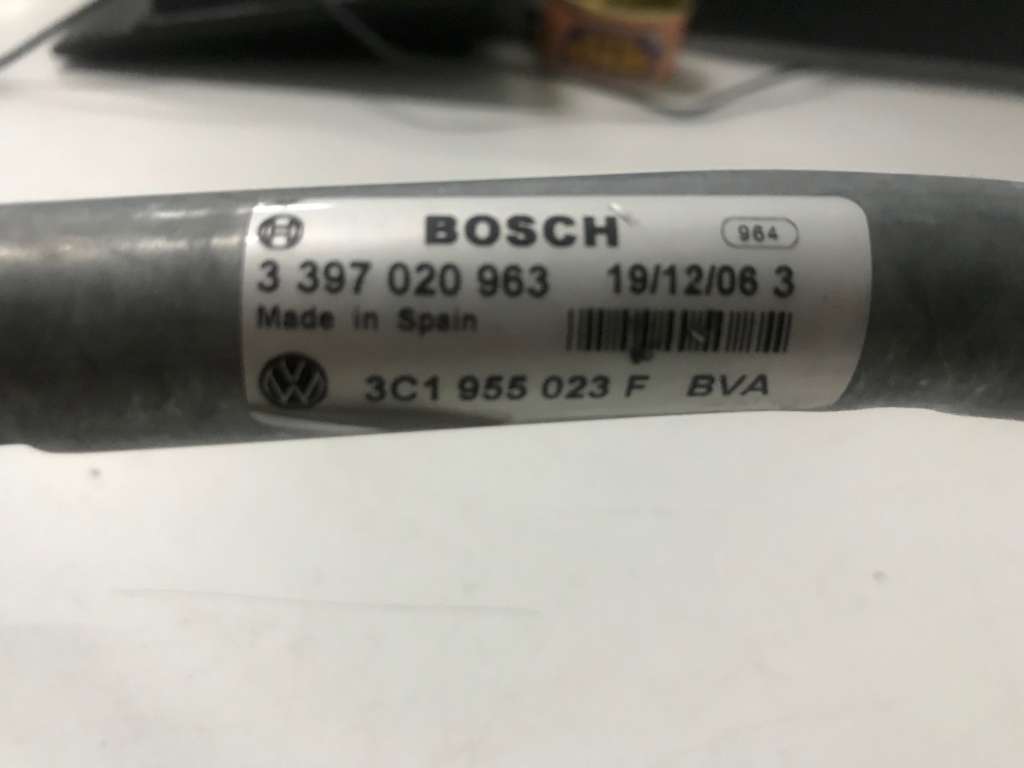 BOSCH 964
3 397 020 963 19/12/06 3
Made in Spain
3C1 955 023 F BVA